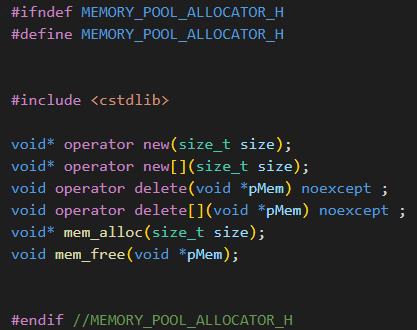 #ifndef MEMORY_POOL_ALLOCATOR_H
#define MEMORY_POOL_ALLOCATOR_H
#include <cstdlib>
void* operator new(size_t size);
void* operator new[](size_t size);
void operator delete(void *pMem) noexcept ;
void operator delete[](void *pMem) noexcept ;
void* mem_alloc(size_t size);
void mem_free(void *pMem);
#endif //MEMORY_POOL_ALLOCATOR_H